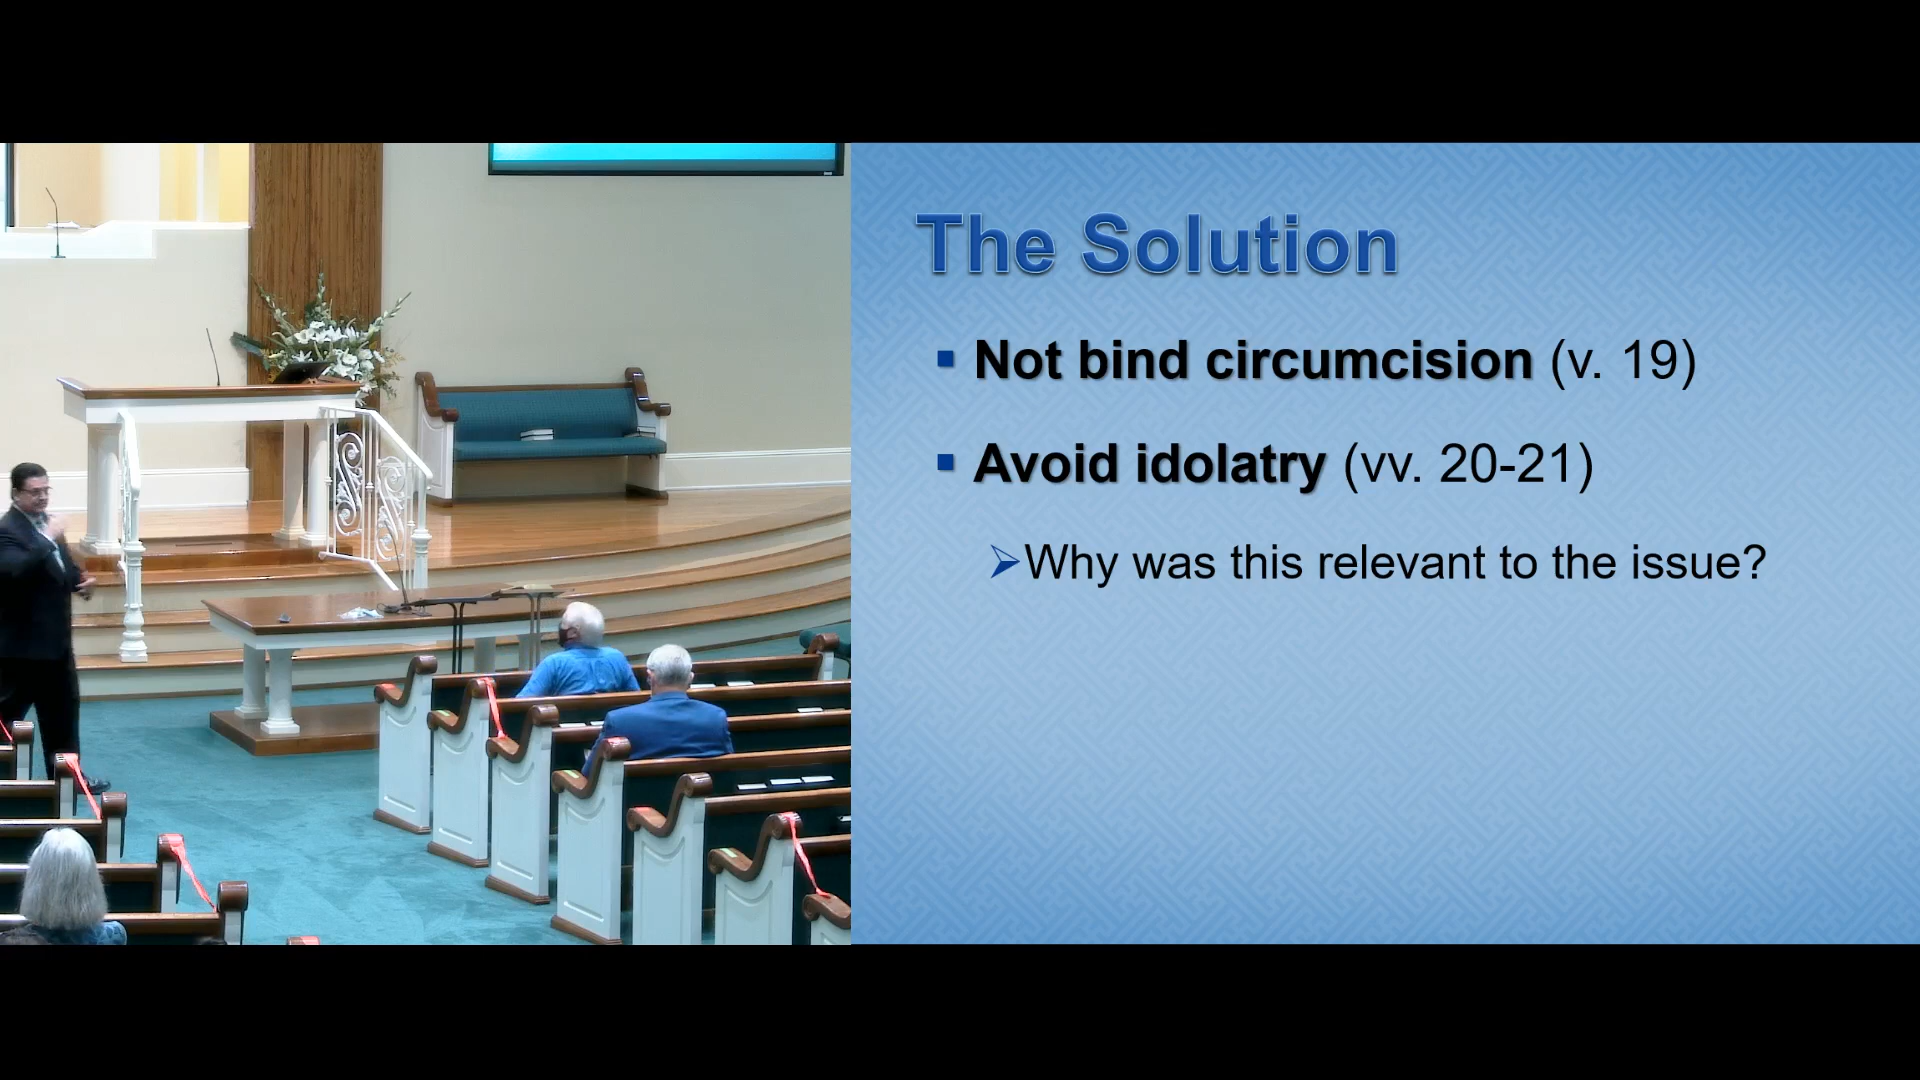 The Solution
Not bind circumcision (v. 19)
Avoid idolatry (vv. 20-21)
Why was this relevant to the issue?